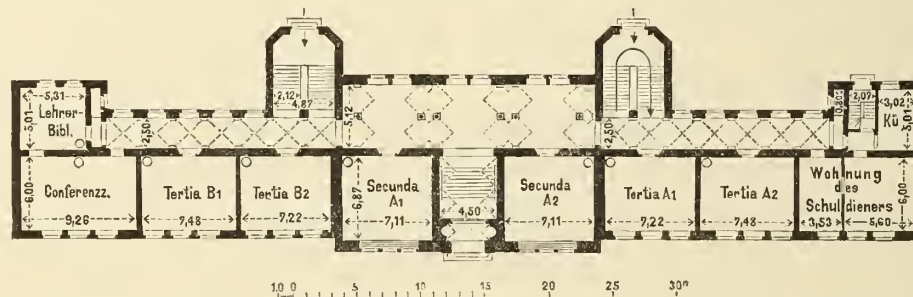 5,31
Lehrer-
Bibl.
5,01
2,50
2,12
4,87
5,12
2,50
0,80
2,07
3,02
Kü
5,01
6,00
Conferenzz.
9,26
Tertia B1
7,48
Tertia B2
7,22
6,87
Secunda
A1
7,11
4,50
Secunda
A2
7,11
Tertia A1
7,22
Tertia A2
7,48
Wohnung
des
Schuldieners
3,53
5,60
6,00
1,0 0 5 10 15 20 25 30m